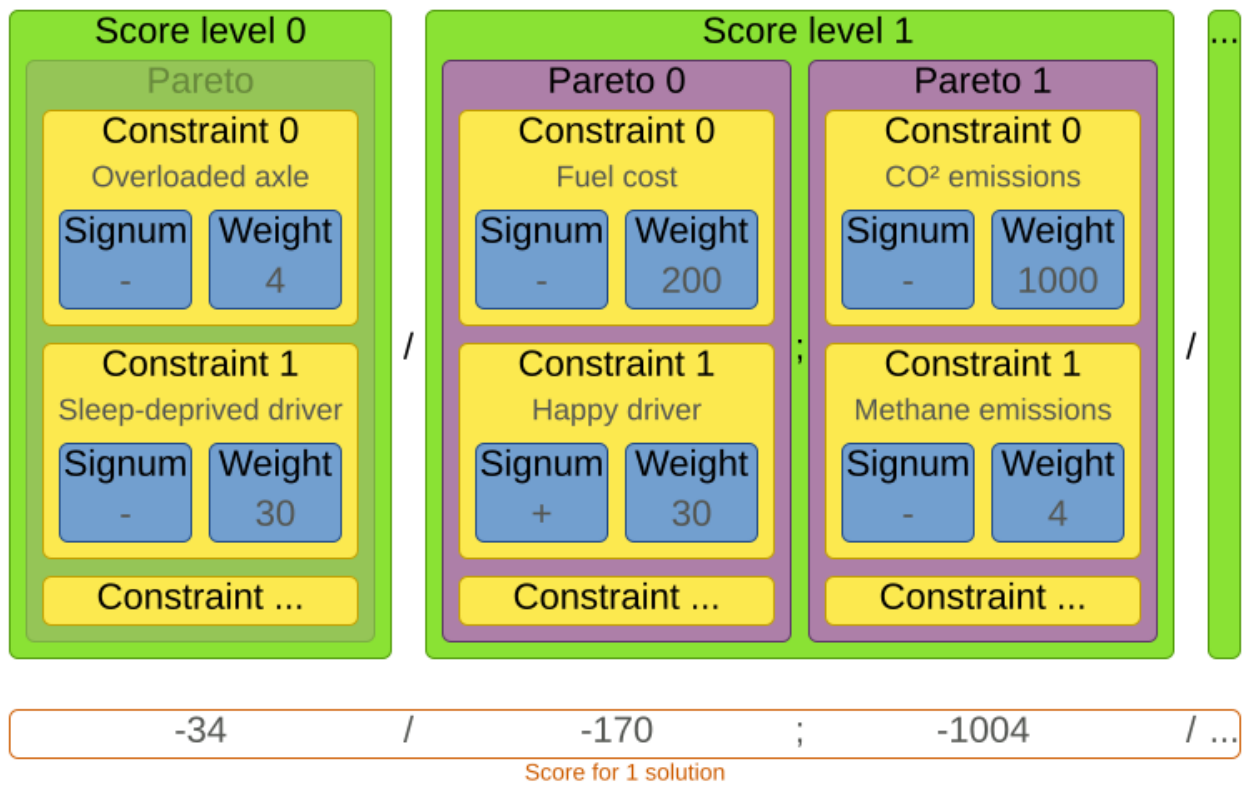 Score level 0
Pareto
Constraint 0
Overloaded axle
Signum Weight
- 4
Constraint 1
Sleep-deprived driver
Signum Weight
- 30
Constraint ...
/
Score level 1
Pareto 0
Constraint 0
Fuel cost
Signum Weight
- 200
Constraint 1
Happy driver
Signum Weight
+ 30
Constraint ...
;
Pareto 1
Constraint 0
CO² emissions
Signum Weight
- 1000
Constraint 1
Methane emissions
Signum Weight
- 4
Constraint ...
/
...
-34 / -170 ; -1004 / ...
Score for 1 solution